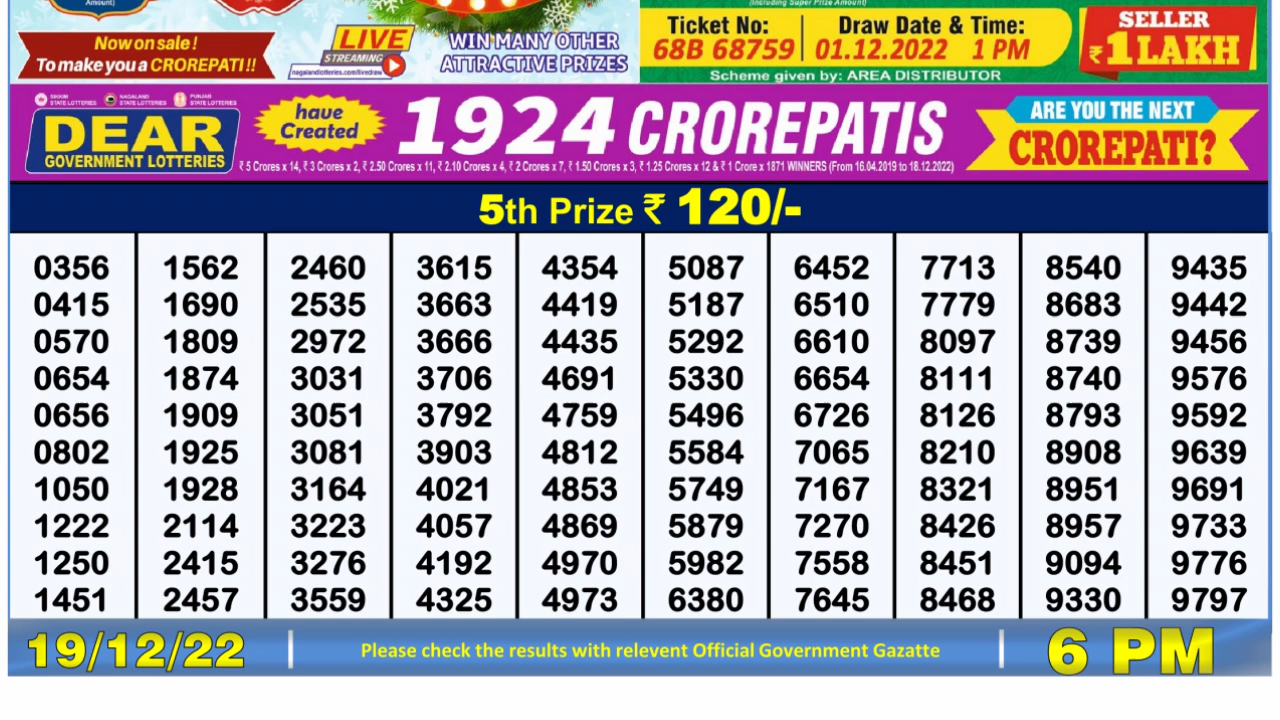 Amount)
(Including Super Prize Amount)
Now on sale!
To make you a CROREPATI !!
LIVE
STREAMING
nagalandlotteries.com/livedraw
WIN MANY OTHER
ATTRACTIVE PRIZES
Ticket No:
68B 68759
Draw Date & Time:
01.12.2022 1 PM
SELLER
₹1 LAKH
Scheme given by: AREA DISTRIBUTOR
SIKKIM
STATE LOTTERIES
NAGALAND
STATE LOTTERIES
PUNJAB
STATE LOTTERIES
DEAR
GOVERNMENT LOTTERIES
have
Created
1924 CROREPATIS
₹ 5 Crores x 14, ₹ 3 Crores x 2, ₹ 2.50 Crores x 11, ₹ 2.10 Crores x 4, ₹ 2 Crores x 7, ₹ 1.50 Crores x 3, ₹ 1.25 Crores x 12 & ₹ 1 Crore x 1871 WINNERS (From 16.04.2019 to 18.12.2022)
ARE YOU THE NEXT
CROREPATI?
5th Prize ₹ 120/-
0356 1562 2460 3615 4354 5087 6452 7713 8540 9435
0415 1690 2535 3663 4419 5187 6510 7779 8683 9442
0570 1809 2972 3666 4435 5292 6610 8097 8739 9456
0654 1874 3031 3706 4691 5330 6654 8111 8740 9576
0656 1909 3051 3792 4759 5496 6726 8126 8793 9592
0802 1925 3081 3903 4812 5584 7065 8210 8908 9639
1050 1928 3164 4021 4853 5749 7167 8321 8951 9691
1222 2114 3223 4057 4869 5879 7270 8426 8957 9733
1250 2415 3276 4192 4970 5982 7558 8451 9094 9776
1451 2457 3559 4325 4973 6380 7645 8468 9330 9797
19/12/22
Please check the results with relevent Official Government Gazatte
6 PM